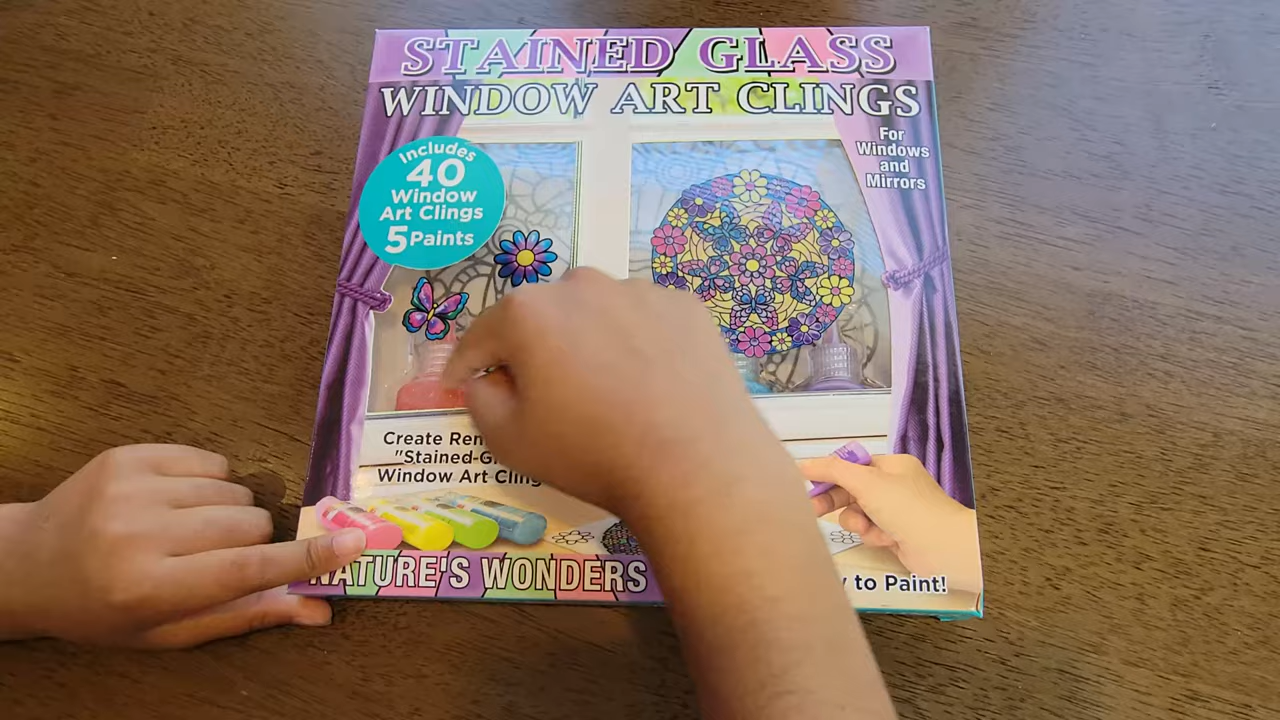 STAINED GLASS
WINDOW ART CLINGS
For
Windows
and
Mirrors
Includes
40
Window
Art Clings
5 Paints
Create
"Stained-
Window Art
NATURE'S WONDERS
to Paint!